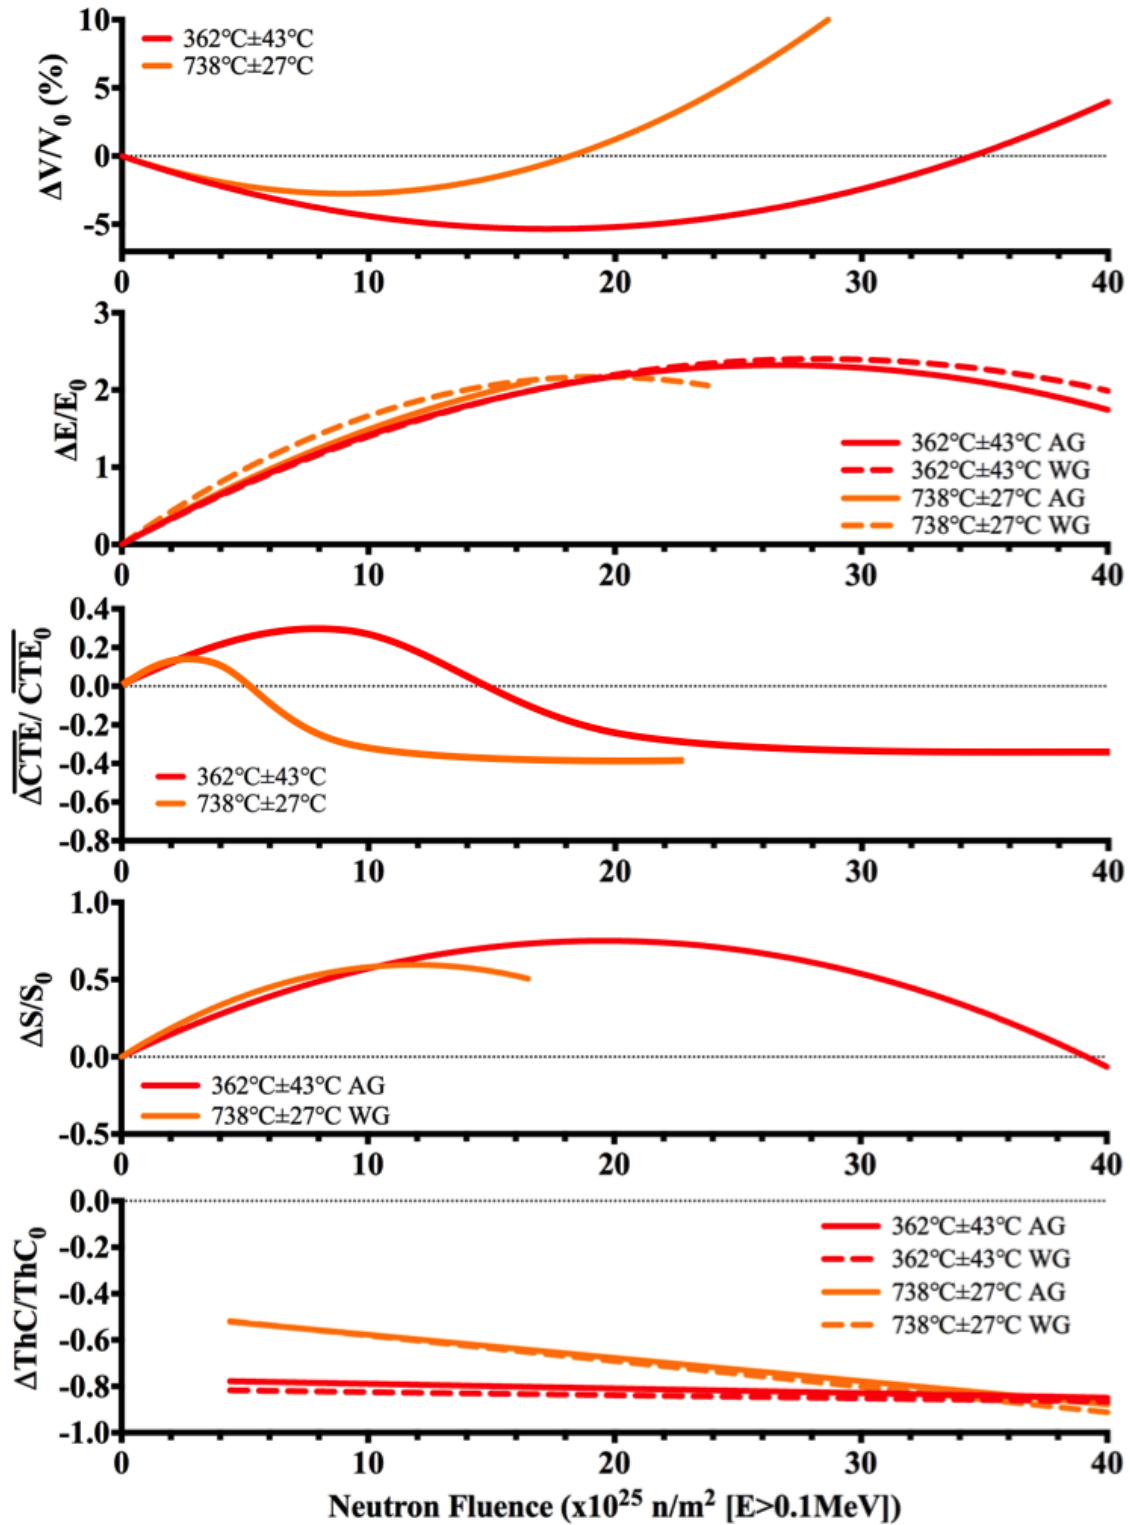 10
5
0
-5
ΔV/V₀ (%)
362°C±43°C
738°C±27°C
0 10 20 30 40
3
2
1
0
ΔE/E₀
362°C±43°C AG
362°C±43°C WG
738°C±27°C AG
738°C±27°C WG
0 10 20 30 40
0.4
0.2
0.0
-0.2
-0.4
-0.6
-0.8
Δ̅C̅T̅E̅/ C̅T̅E̅₀
362°C±43°C
738°C±27°C
0 10 20 30 40
1.0
0.5
0.0
-0.5
ΔS/S₀
362°C±43°C AG
738°C±27°C WG
0 10 20 30 40
0.0
-0.2
-0.4
-0.6
-0.8
-1.0
ΔThC/ThC₀
362°C±43°C AG
362°C±43°C WG
738°C±27°C AG
738°C±27°C WG
0 10 20 30 40
Neutron Fluence (x10²⁵ n/m² [E>0.1MeV])